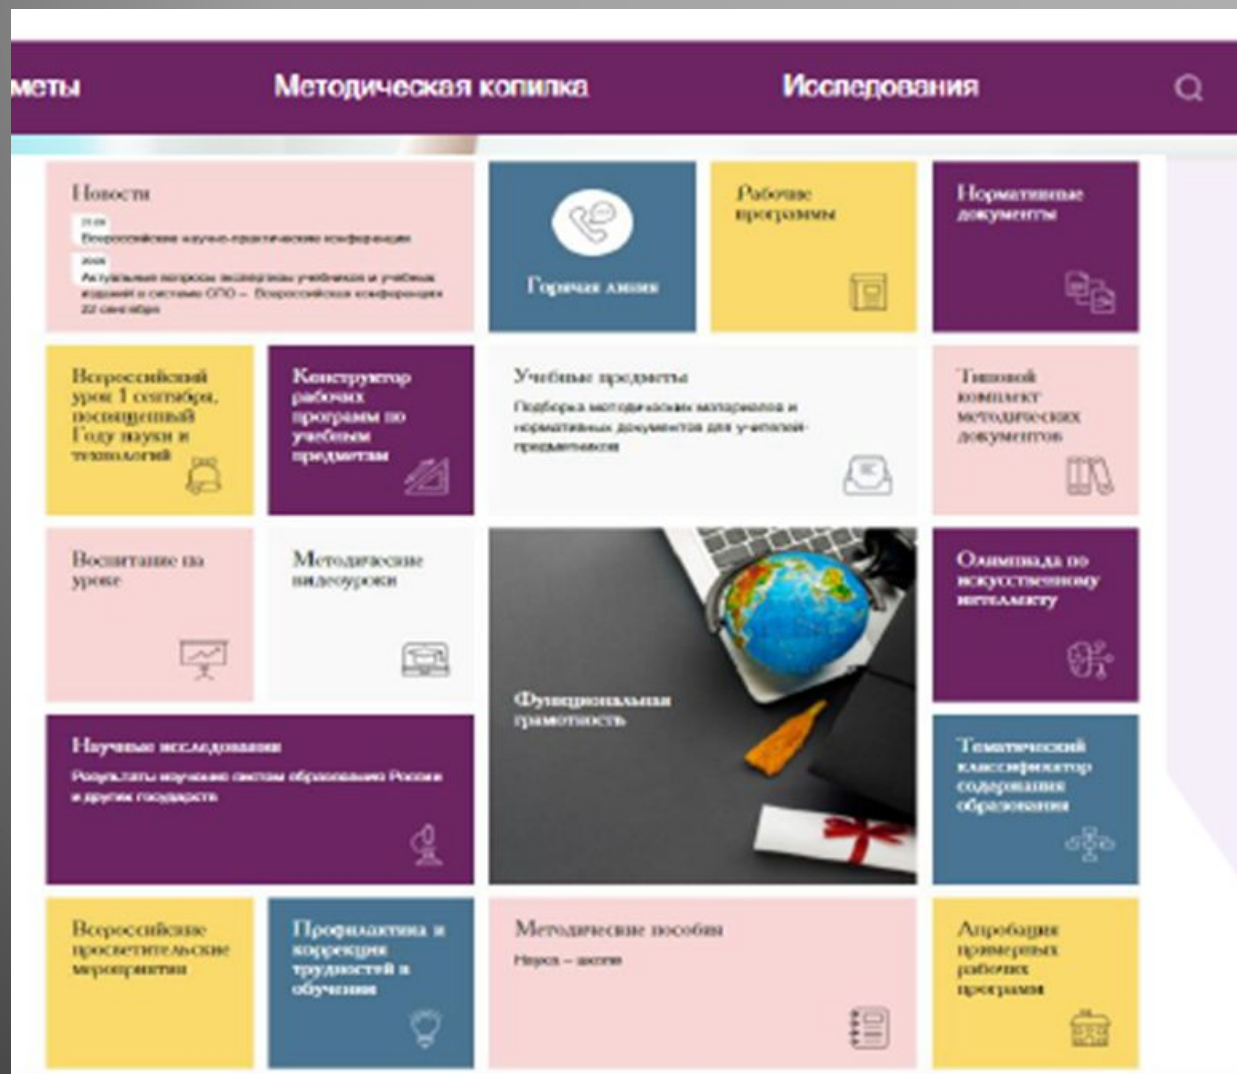 меты
Методическая копилка
Исследования
Новости
Всероссийские научно-практические конференции
Актуальные вопросы экспертизы учебников и учебных
изданий в системе СПО – Всероссийская конференция
22 сентября
Горячая линия
Рабочие
программы
Нормативные
документы
Всероссийский
урок 1 сентября,
посвященный
Году науки и
технологий
Конструктор
рабочих
программ по
учебным
предметам
Учебные предметы
Подборка методических материалов и
нормативных документов для учителей-
предметников
Типовой
комплект
методических
документов
Воспитание на
уроке
Методические
видеоуроки
Функциональная
грамотность
Олимпиада по
искусственному
интеллекту
Научные исследования
Результаты изучения систем образования России
и других государств
Тематический
классификатор
содержания
образования
Всероссийские
просветительские
мероприятия
Профилактика и
коррекция
трудностей в
обучении
Методические пособия
Наука – школе
Апробация
примерных
рабочих
программ